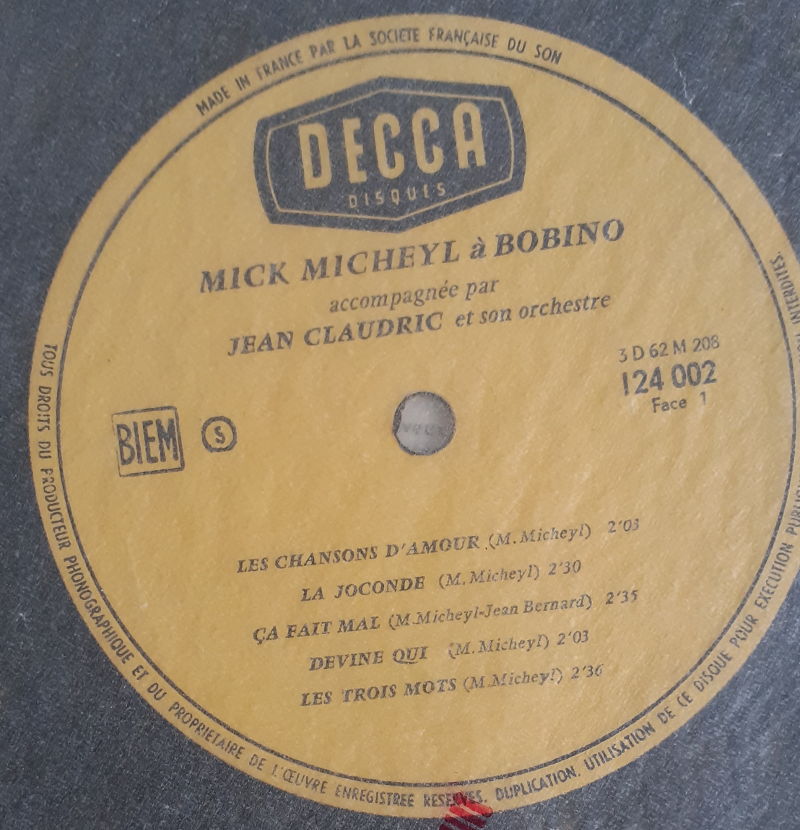 MADE IN FRANCE PAR LA SOCIETE FRANÇAISE DU SON
DECCA
DISQUES
MICK MICHEYL à BOBINO
accompagnée par
JEAN CLAUDRIC et son orchestre
3 D 62 M 208
124 002
Face 1
BIEM
S
LES CHANSONS D'AMOUR (M. Micheyl) 2'03
LA JOCONDE (M. Micheyl) 2'30
ÇA FAIT MAL (M.Micheyl-Jean Bernard) 2'35
DEVINE QUI (M. Micheyl) 2'03
LES TROIS MOTS (M.Micheyl) 2'36
TOUS DROITS DU PRODUCTEUR PHONOGRAPHIQUE ET DU PROPRIETAIRE DE L'ŒUVRE ENREGISTREE RESERVES. DUPLICATION. UTILISATION DE CE DISQUE POUR EXECUTION INTERDITES.